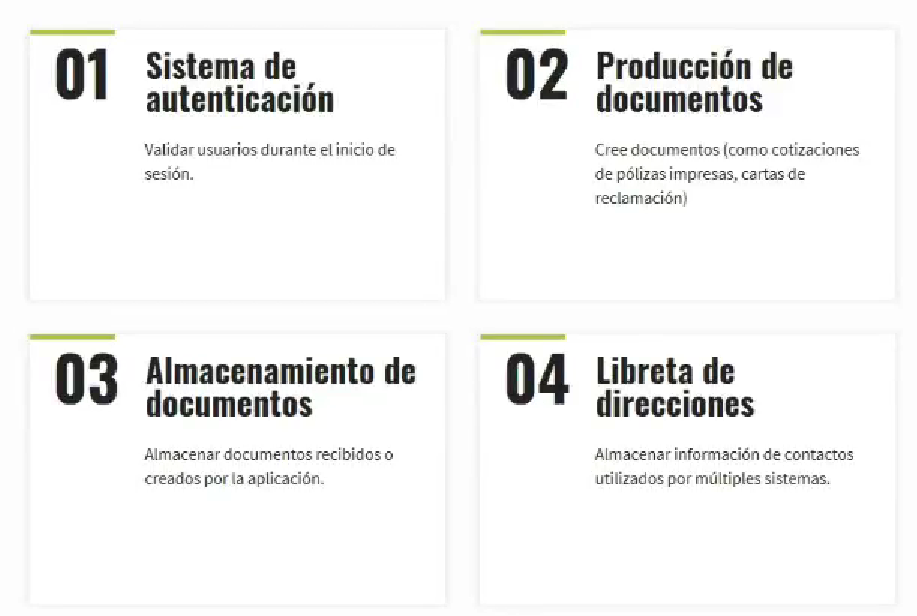 01
Sistema de
autenticación
Validar usuarios durante el inicio de
sesión.
02
Producción de
documentos
Cree documentos (como cotizaciones
de pólizas impresas, cartas de
reclamación)
03
Almacenamiento de
documentos
Almacenar documentos recibidos o
creados por la aplicación.
04
Libreta de
direcciones
Almacenar información de contactos
utilizados por múltiples sistemas.